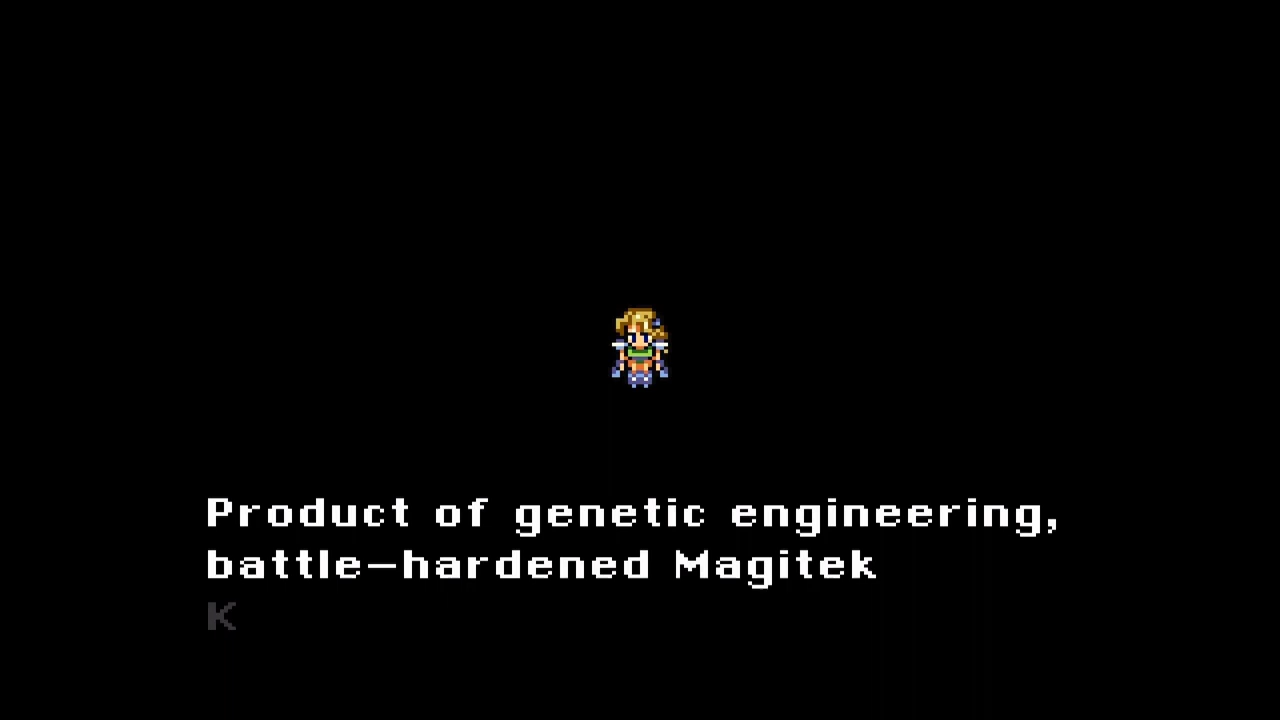 Product of genetic engineering,
battle—hardened Magitek
K